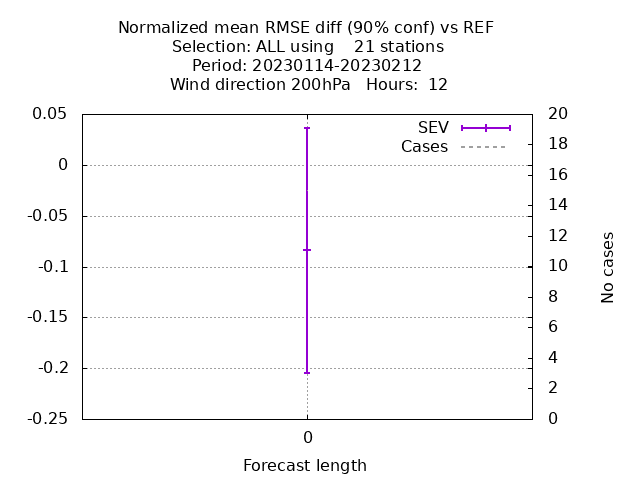 Normalized mean RMSE diff (90% conf) vs REF
Selection: ALL using    21 stations
Period: 20230114-20230212
Wind direction 200hPa   Hours:  12
0.05
0
-0.05
-0.1
-0.15
-0.2
-0.25
20
18
16
14
12
10
8
6
4
2
0
SEV
Cases
No cases
0
Forecast length